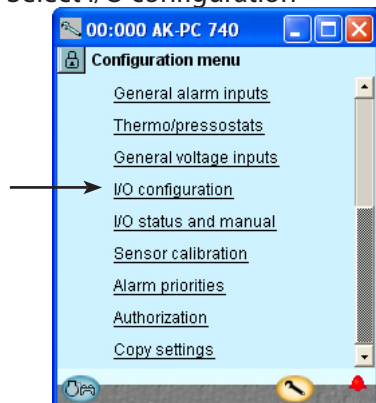 Select I/O configuration
00:000 AK-PC 740
Configuration menu
General alarm inputs
Thermo/pressostats
General voltage inputs
I/O configuration
I/O status and manual
Sensor calibration
Alarm priorities
Authorization
Copy settings